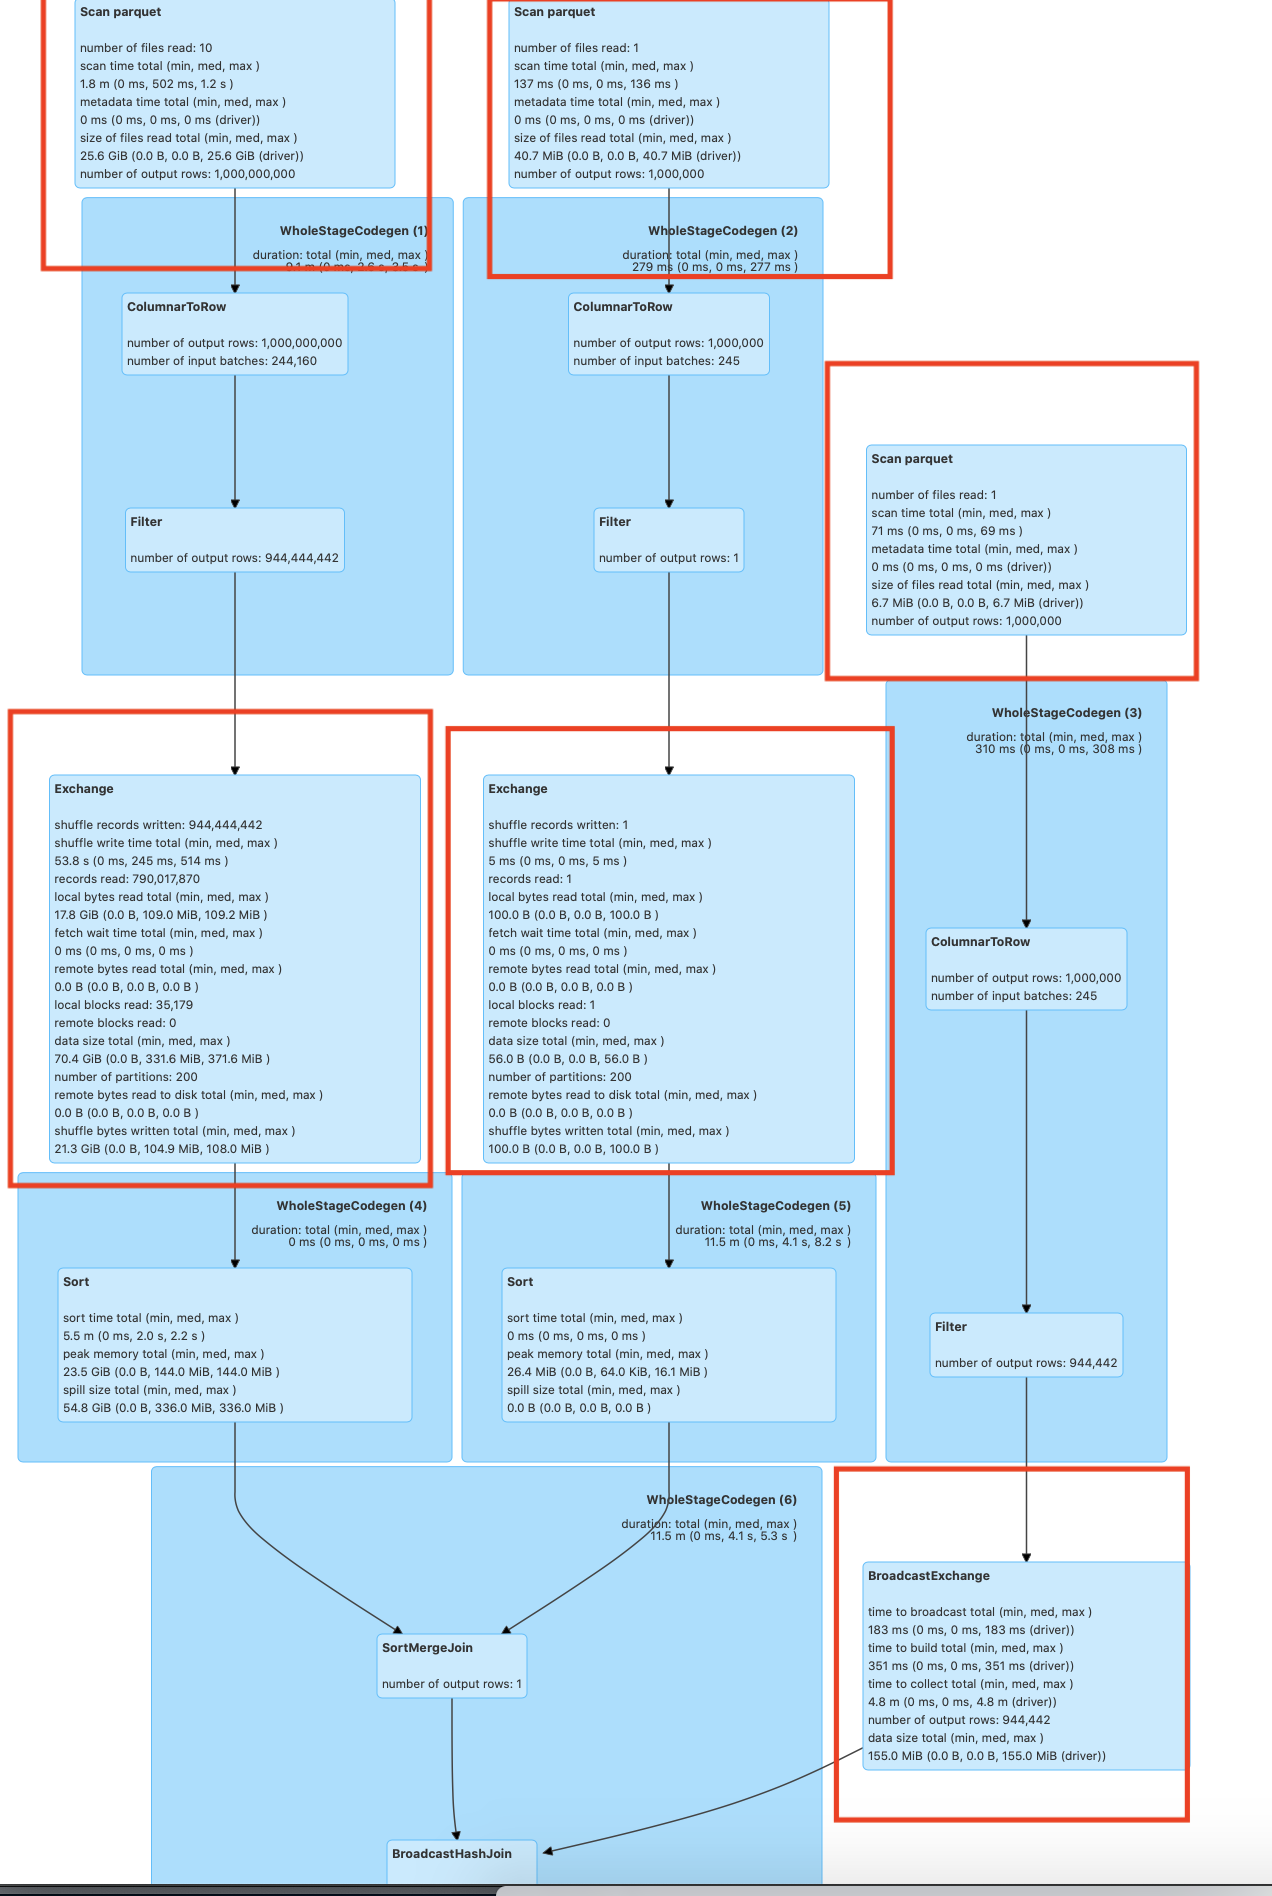 Scan parquet
number of files read: 10
scan time total (min, med, max )
1.8 m (0 ms, 502 ms, 1.2 s )
metadata time total (min, med, max )
0 ms (0 ms, 0 ms, 0 ms (driver))
size of files read total (min, med, max )
25.6 GiB (0.0 B, 0.0 B, 25.6 GiB (driver))
number of output rows: 1,000,000,000
Scan parquet
number of files read: 1
scan time total (min, med, max )
137 ms (0 ms, 0 ms, 136 ms )
metadata time total (min, med, max )
0 ms (0 ms, 0 ms, 0 ms (driver))
size of files read total (min, med, max )
40.7 MiB (0.0 B, 0.0 B, 40.7 MiB (driver))
number of output rows: 1,000,000
WholeStageCodegen (1)
duration: total (min, med, max )
9.1 m (0 ms, 2.6 s, 3.5 s )
WholeStageCodegen (2)
duration: total (min, med, max )
279 ms (0 ms, 0 ms, 277 ms )
ColumnarToRow
number of output rows: 1,000,000,000
number of input batches: 244,160
ColumnarToRow
number of output rows: 1,000,000
number of input batches: 245
Filter
number of output rows: 944,444,442
Filter
number of output rows: 1
Scan parquet
number of files read: 1
scan time total (min, med, max )
71 ms (0 ms, 0 ms, 69 ms )
metadata time total (min, med, max )
0 ms (0 ms, 0 ms, 0 ms (driver))
size of files read total (min, med, max )
6.7 MiB (0.0 B, 0.0 B, 6.7 MiB (driver))
number of output rows: 1,000,000
WholeStageCodegen (3)
duration: total (min, med, max )
310 ms (0 ms, 0 ms, 308 ms )
Exchange
shuffle records written: 944,444,442
shuffle write time total (min, med, max )
53.8 s (0 ms, 245 ms, 514 ms )
records read: 790,017,870
local bytes read total (min, med, max )
17.8 GiB (0.0 B, 109.0 MiB, 109.2 MiB )
fetch wait time total (min, med, max )
0 ms (0 ms, 0 ms, 0 ms )
remote bytes read total (min, med, max )
0.0 B (0.0 B, 0.0 B, 0.0 B )
local blocks read: 35,179
remote blocks read: 0
data size total (min, med, max )
70.4 GiB (0.0 B, 331.6 MiB, 371.6 MiB )
number of partitions: 200
remote bytes read to disk total (min, med, max )
0.0 B (0.0 B, 0.0 B, 0.0 B )
shuffle bytes written total (min, med, max )
21.3 GiB (0.0 B, 104.9 MiB, 108.0 MiB )
Exchange
shuffle records written: 1
shuffle write time total (min, med, max )
5 ms (0 ms, 0 ms, 5 ms )
records read: 1
local bytes read total (min, med, max )
100.0 B (0.0 B, 0.0 B, 100.0 B )
fetch wait time total (min, med, max )
0 ms (0 ms, 0 ms, 0 ms )
remote bytes read total (min, med, max )
0.0 B (0.0 B, 0.0 B, 0.0 B )
local blocks read: 1
remote blocks read: 0
data size total (min, med, max )
56.0 B (0.0 B, 0.0 B, 56.0 B )
number of partitions: 200
remote bytes read to disk total (min, med, max )
0.0 B (0.0 B, 0.0 B, 0.0 B )
shuffle bytes written total (min, med, max )
100.0 B (0.0 B, 0.0 B, 100.0 B )
ColumnarToRow
number of output rows: 1,000,000
number of input batches: 245
WholeStageCodegen (4)
duration: total (min, med, max )
0 ms (0 ms, 0 ms, 0 ms )
WholeStageCodegen (5)
duration: total (min, med, max )
11.5 m (0 ms, 4.1 s, 8.2 s )
Sort
sort time total (min, med, max )
5.5 m (0 ms, 2.0 s, 2.2 s )
peak memory total (min, med, max )
23.5 GiB (0.0 B, 144.0 MiB, 144.0 MiB )
spill size total (min, med, max )
54.8 GiB (0.0 B, 336.0 MiB, 336.0 MiB )
Sort
sort time total (min, med, max )
0 ms (0 ms, 0 ms, 0 ms )
peak memory total (min, med, max )
26.4 MiB (0.0 B, 64.0 KiB, 16.1 MiB )
spill size total (min, med, max )
0.0 B (0.0 B, 0.0 B, 0.0 B )
Filter
number of output rows: 944,442
WholeStageCodegen (6)
duration: total (min, med, max )
11.5 m (0 ms, 4.1 s, 5.3 s )
SortMergeJoin
number of output rows: 1
BroadcastExchange
time to broadcast total (min, med, max )
183 ms (0 ms, 0 ms, 183 ms (driver))
time to build total (min, med, max )
351 ms (0 ms, 0 ms, 351 ms (driver))
time to collect total (min, med, max )
4.8 m (0 ms, 0 ms, 4.8 m (driver))
number of output rows: 944,442
data size total (min, med, max )
155.0 MiB (0.0 B, 0.0 B, 155.0 MiB (driver))
BroadcastHashJoin